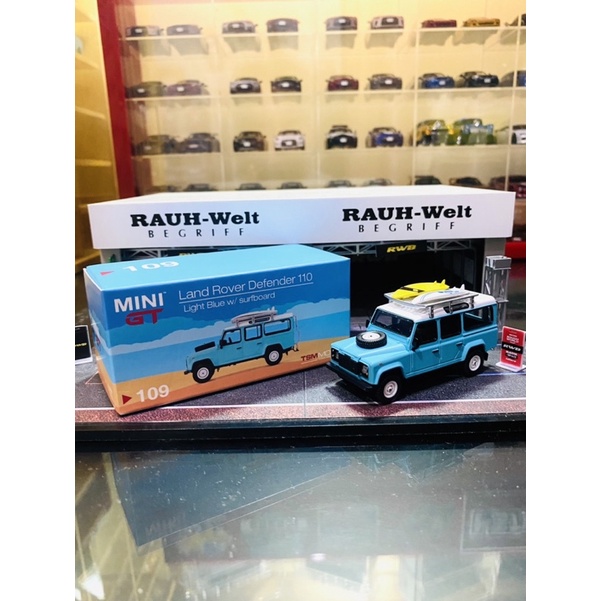 RAUH-Welt
BEGRIFF
RAUH-Welt
BEGRIFF
RWB
109
MINI
GT
Land Rover Defender 110
Light Blue w/ surfboard
TSM
109
RWB